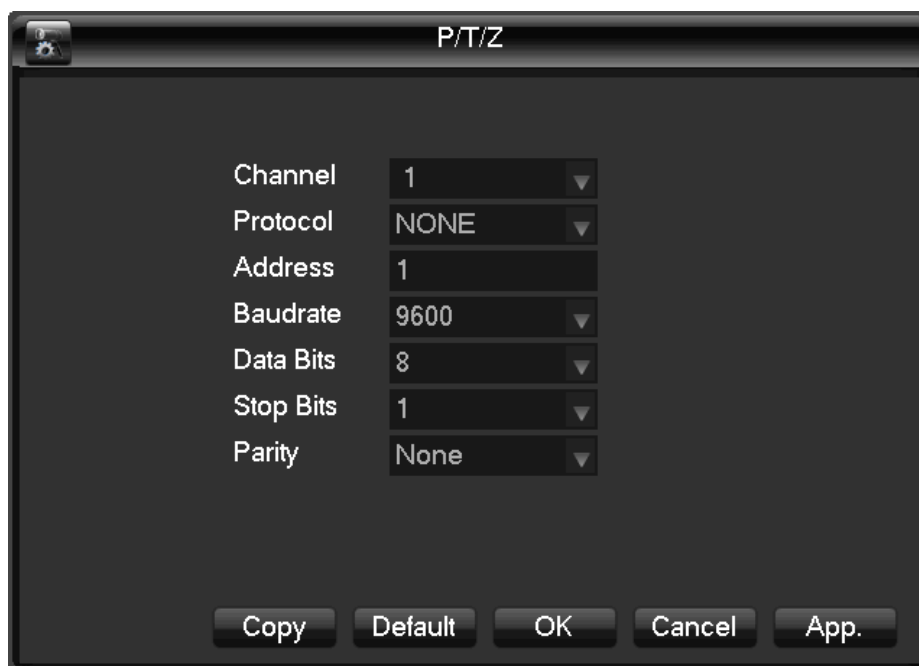 P/T/Z
Channel 1
Protocol NONE
Address 1
Baudrate 9600
Data Bits 8
Stop Bits 1
Parity None
Copy Default OK Cancel App.